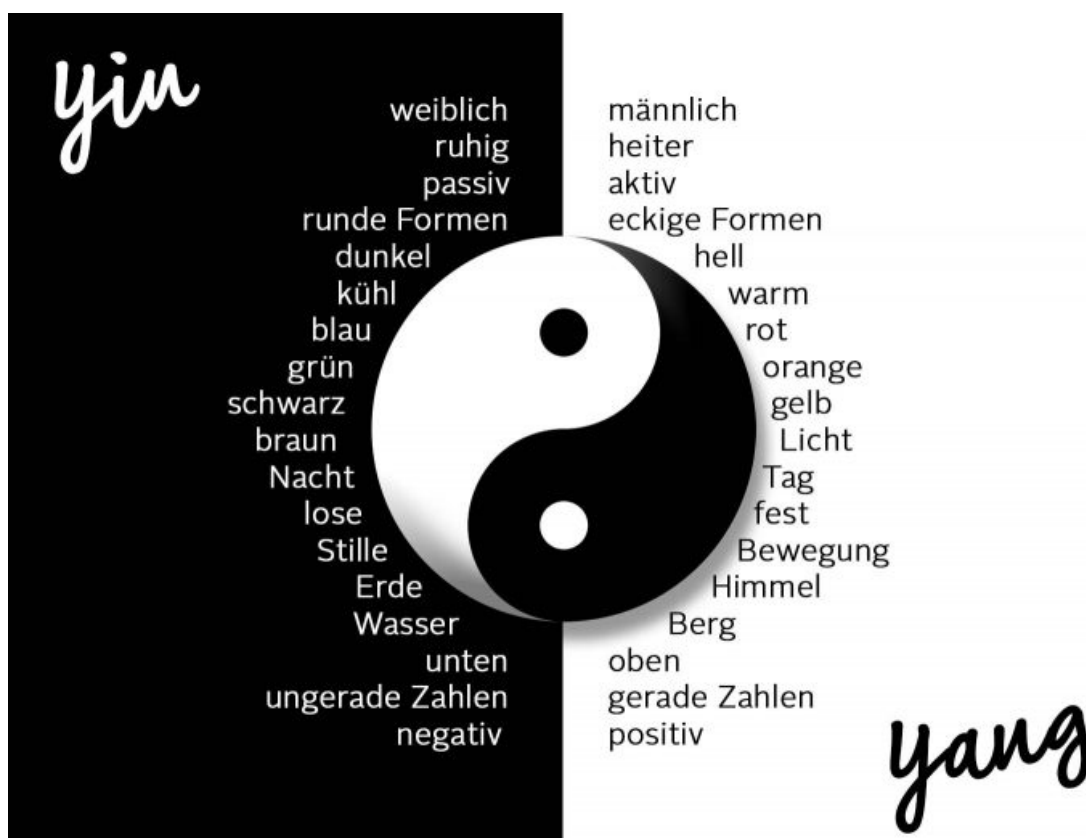 yin
weiblich männlich
ruhig heiter
passiv aktiv
runde Formen eckige Formen
dunkel hell
kühl warm
blau rot
grün orange
schwarz gelb
braun Licht
Nacht Tag
lose fest
Stille Bewegung
Erde Himmel
Wasser Berg
unten oben
ungerade Zahlen gerade Zahlen
negativ positiv
yang